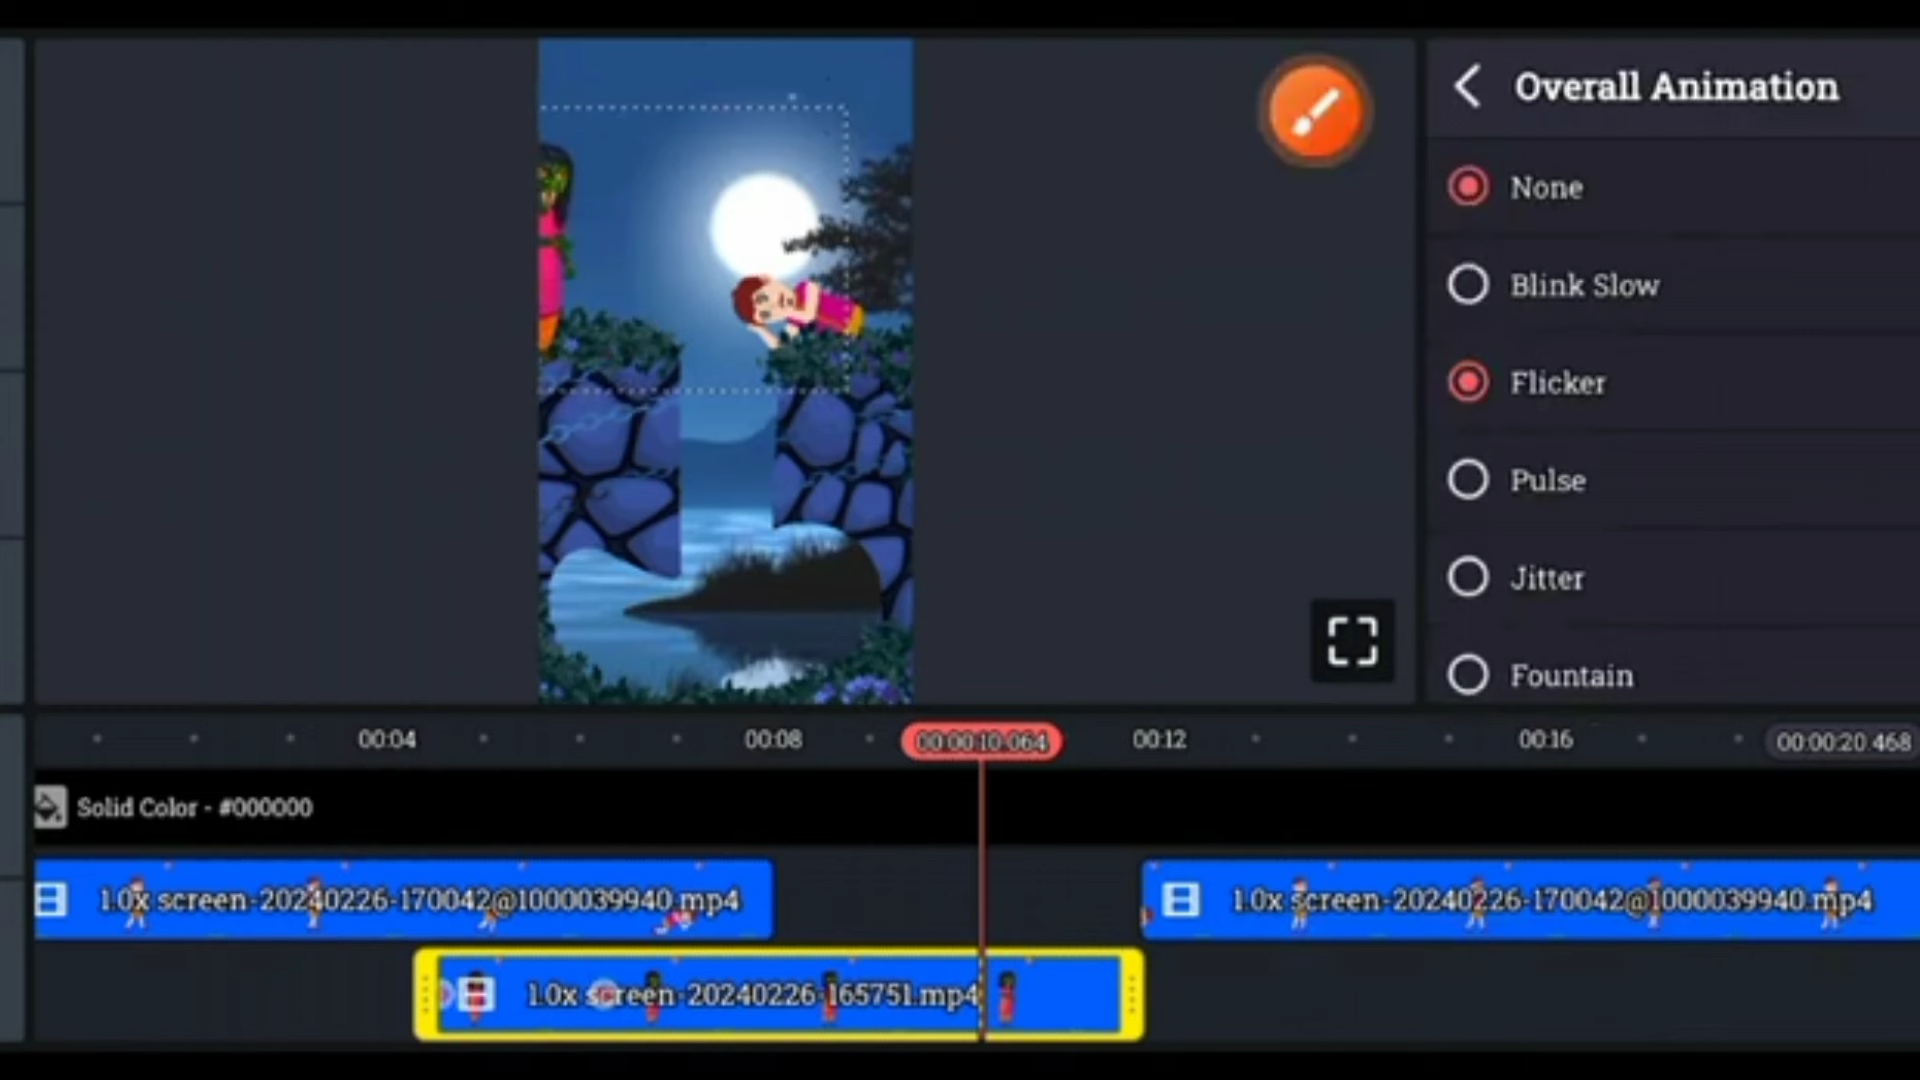 Overall Animation
None
Blink Slow
Flicker
Pulse
Jitter
Fountain
00:04
00:08
00:00:10.064
00:12
00:16
00:00:20.468
Solid Color - #000000
1.0x screen-20240226-170042@1000039940.mp4
1.0x screen-20240226-170042@1000039940.mp4
1.0x screen-20240226-165751.mp4